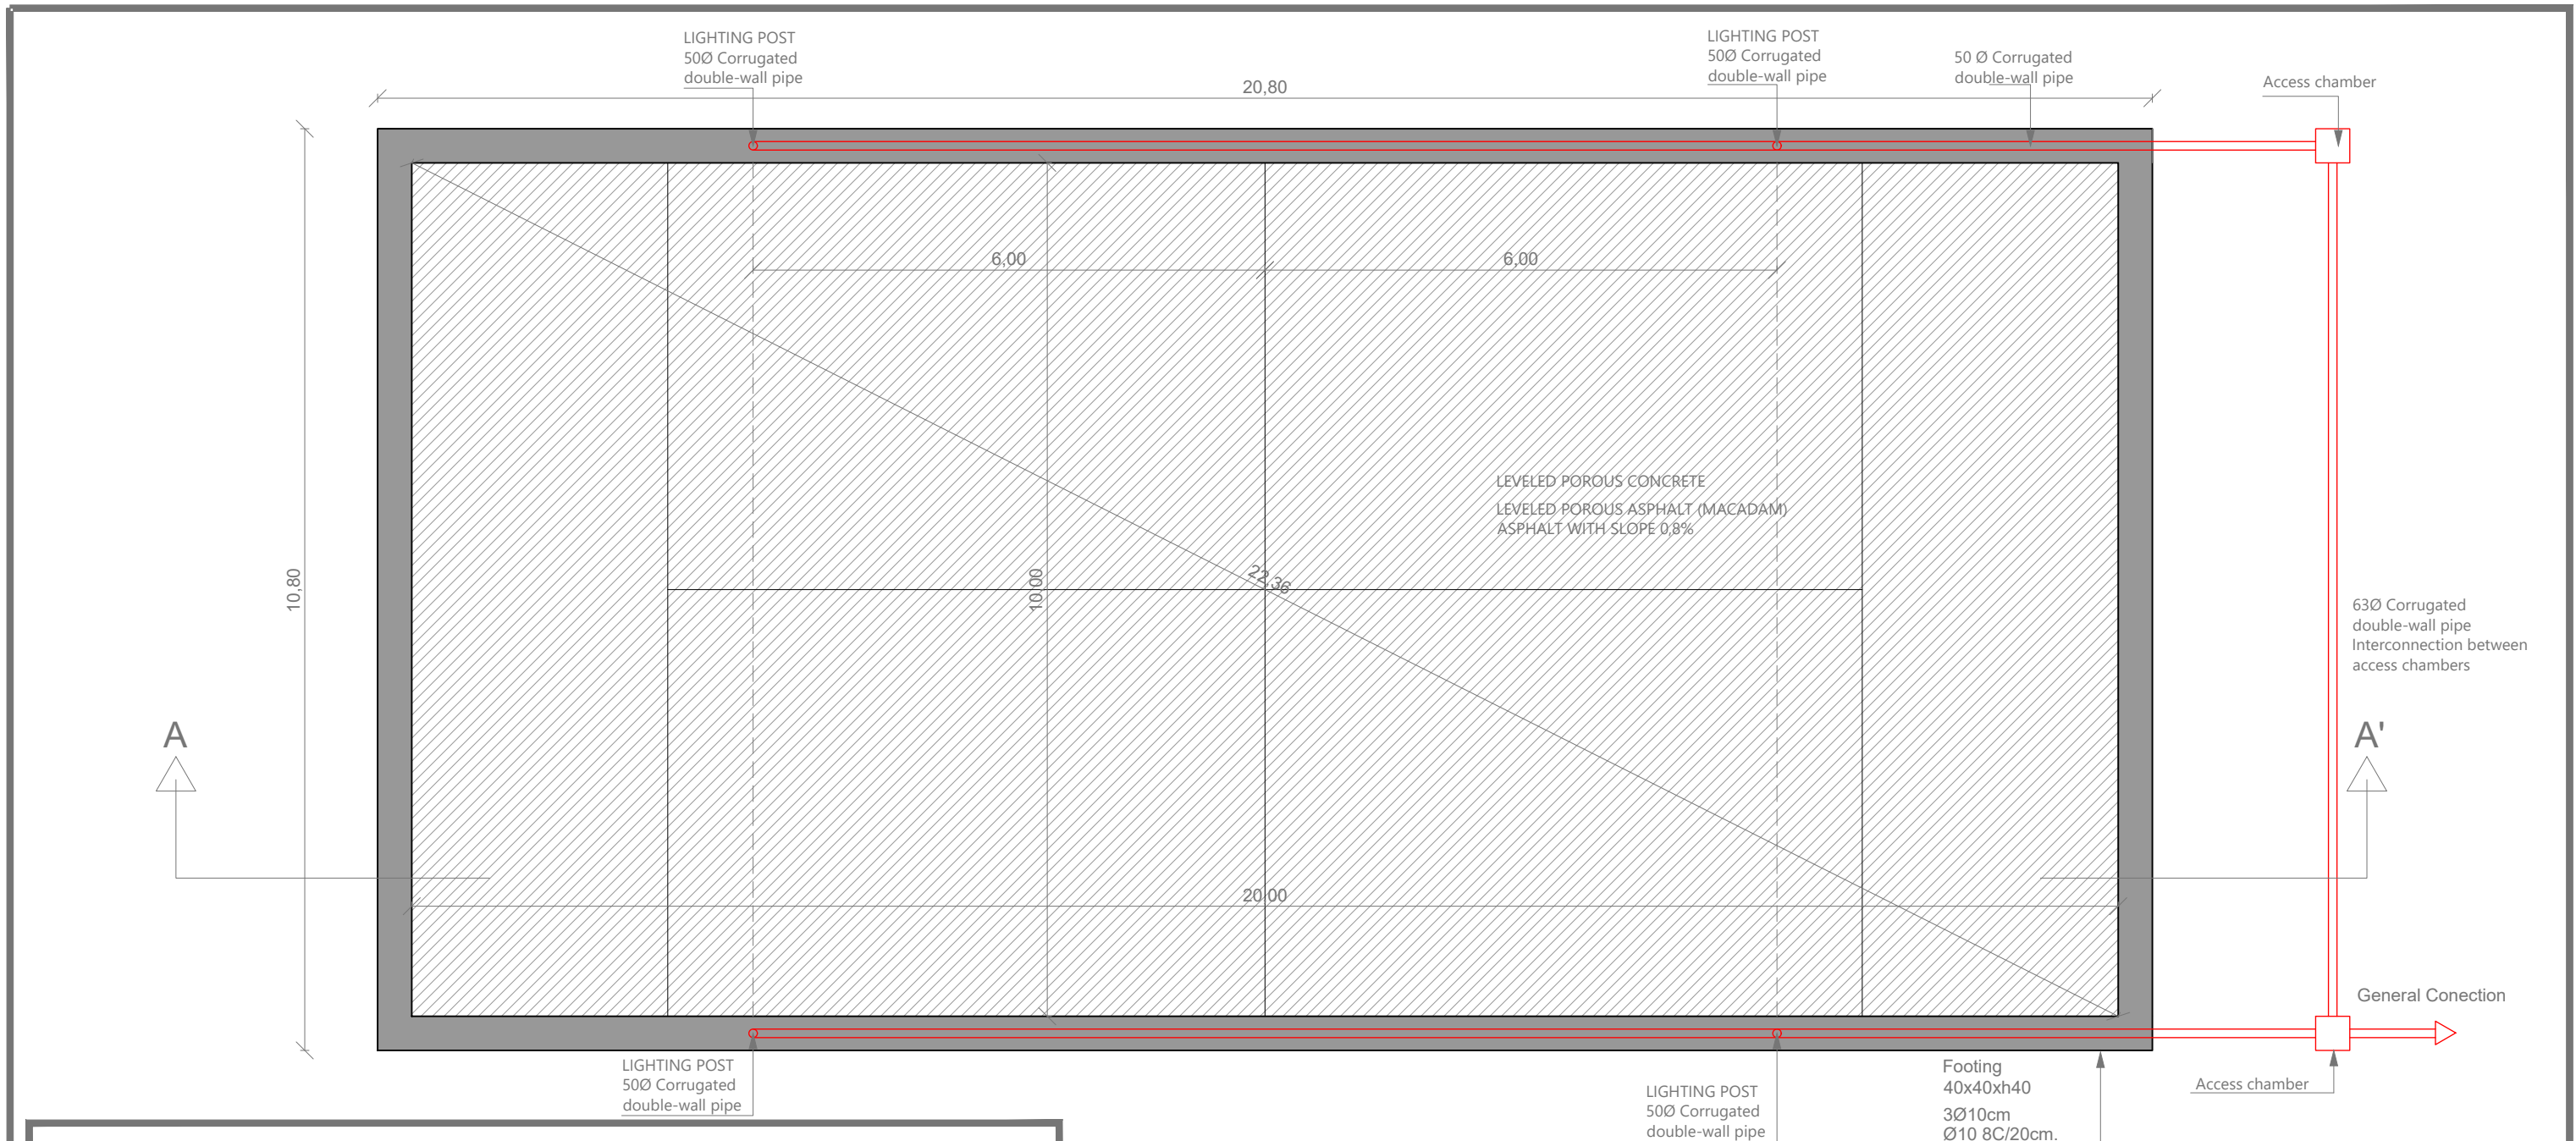 LIGHTING POST
50Ø Corrugated
double-wall pipe
LIGHTING POST
50Ø Corrugated
double-wall pipe
50 Ø Corrugated
double-wall pipe
Access chamber
20,80
6,00
6,00
LEVELED POROUS CONCRETE
LEVELED POROUS ASPHALT (MACADAM)
ASPHALT WITH SLOPE 0,8%
10,80
10,00
22,36
63Ø Corrugated
double-wall pipe
Interconnection between
access chambers
A
A'
20,00
General Conection
LIGHTING POST
50Ø Corrugated
double-wall pipe
LIGHTING POST
50Ø Corrugated
double-wall pipe
Footing
40x40xh40
3Ø10cm
Ø10 8C/20cm.
Access chamber